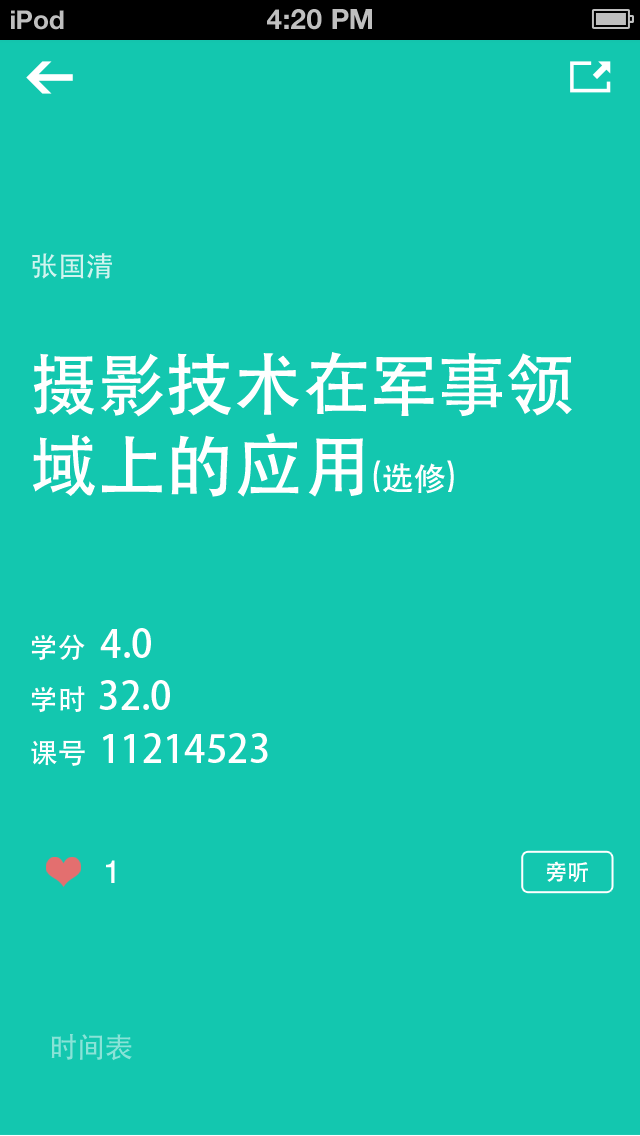 iPod 4:20 PM
张国清
摄影技术在军事领
域上的应用(选修)
学分 4.0
学时 32.0
课号 11214523
1 旁听
时间表